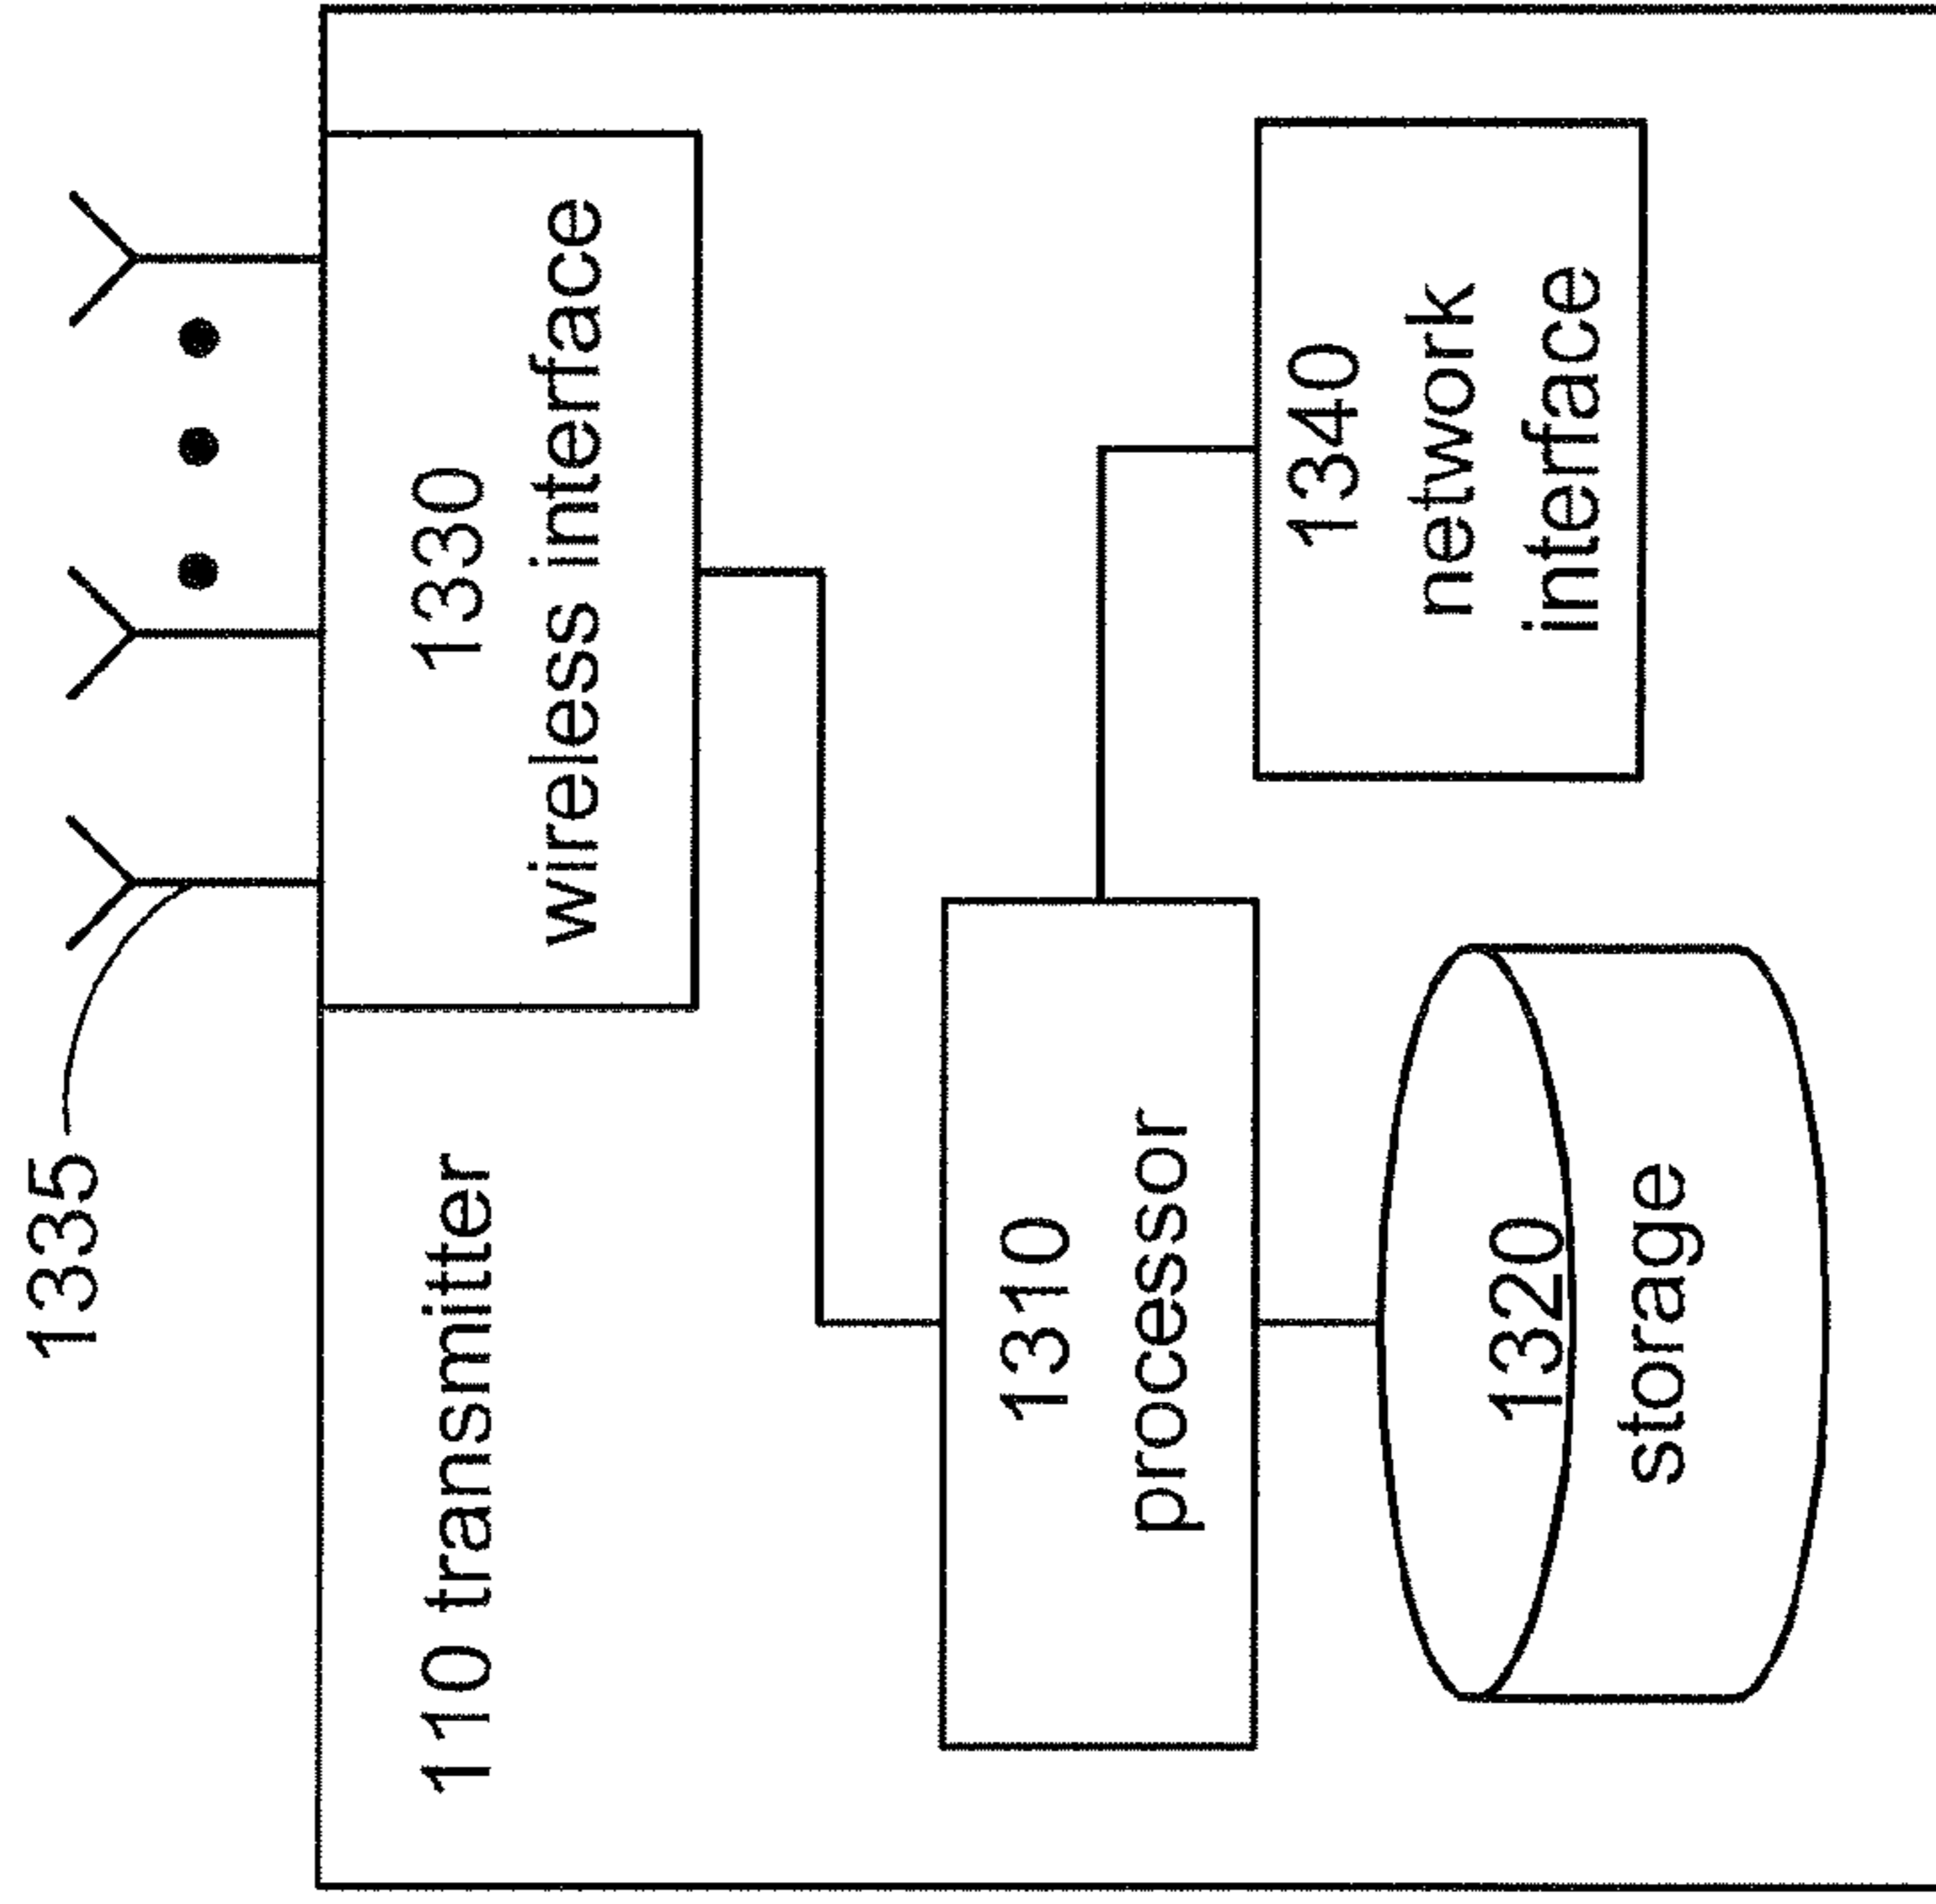 1335
110 transmitter
1330
wireless interface
1310
processor
1340
network
interface
1320
storage